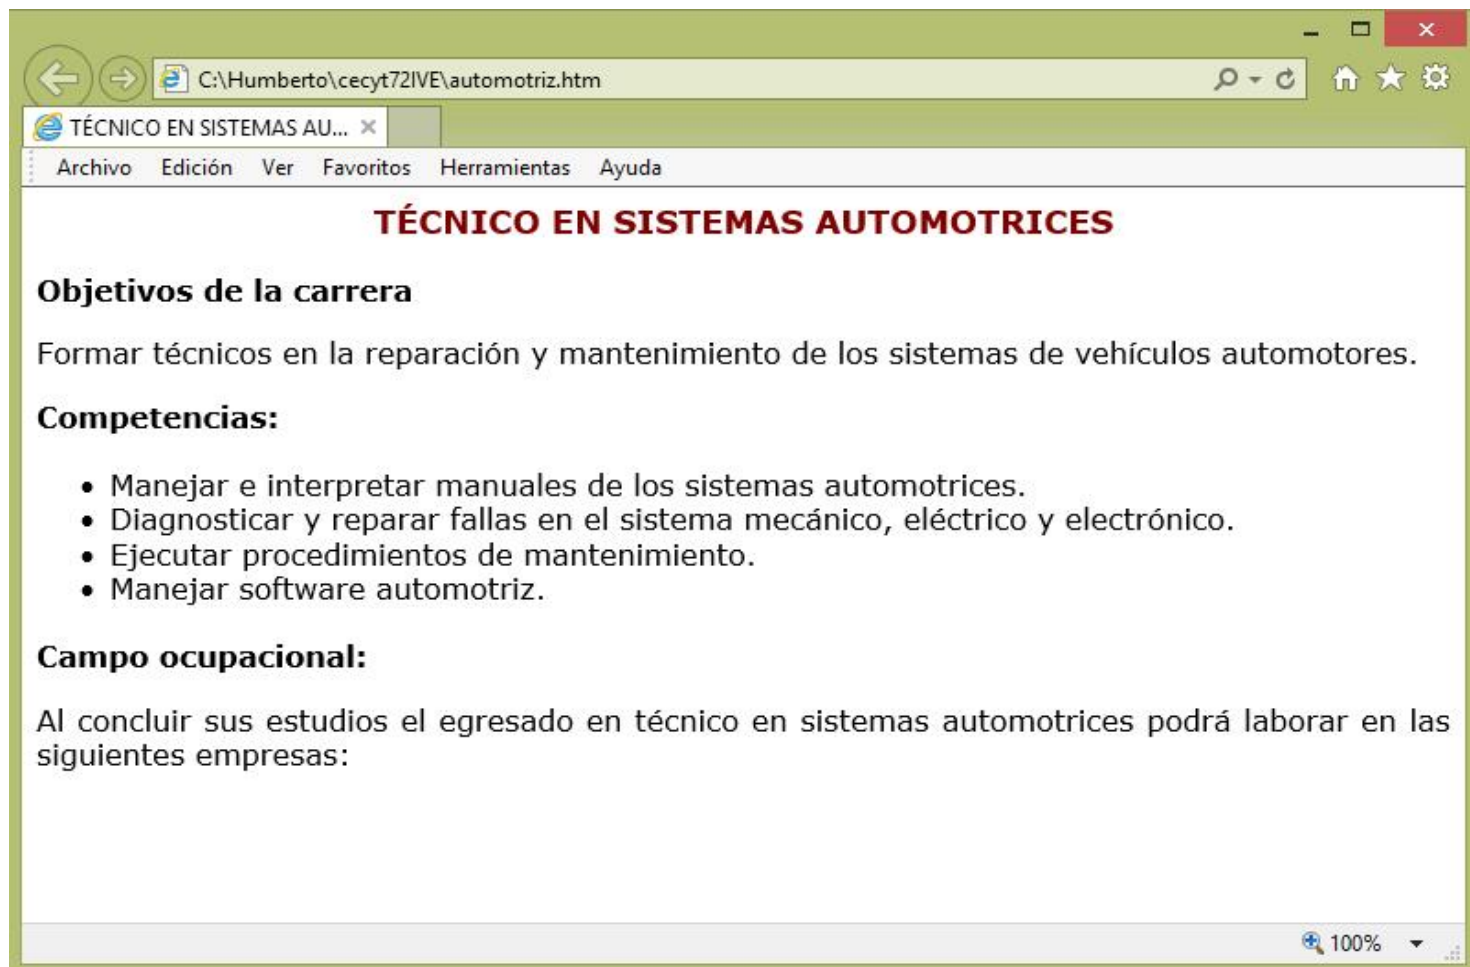 C:\Humberto\cecyt72IVE\automotriz.htm
TÉCNICO EN SISTEMAS AU...
Archivo Edición Ver Favoritos Herramientas Ayuda
TÉCNICO EN SISTEMAS AUTOMOTRICES
Objetivos de la carrera
Formar técnicos en la reparación y mantenimiento de los sistemas de vehículos automotores.
Competencias:
• Manejar e interpretar manuales de los sistemas automotrices.
• Diagnosticar y reparar fallas en el sistema mecánico, eléctrico y electrónico.
• Ejecutar procedimientos de mantenimiento.
• Manejar software automotriz.
Campo ocupacional:
Al concluir sus estudios el egresado en técnico en sistemas automotrices podrá laborar en las
siguientes empresas:
100%